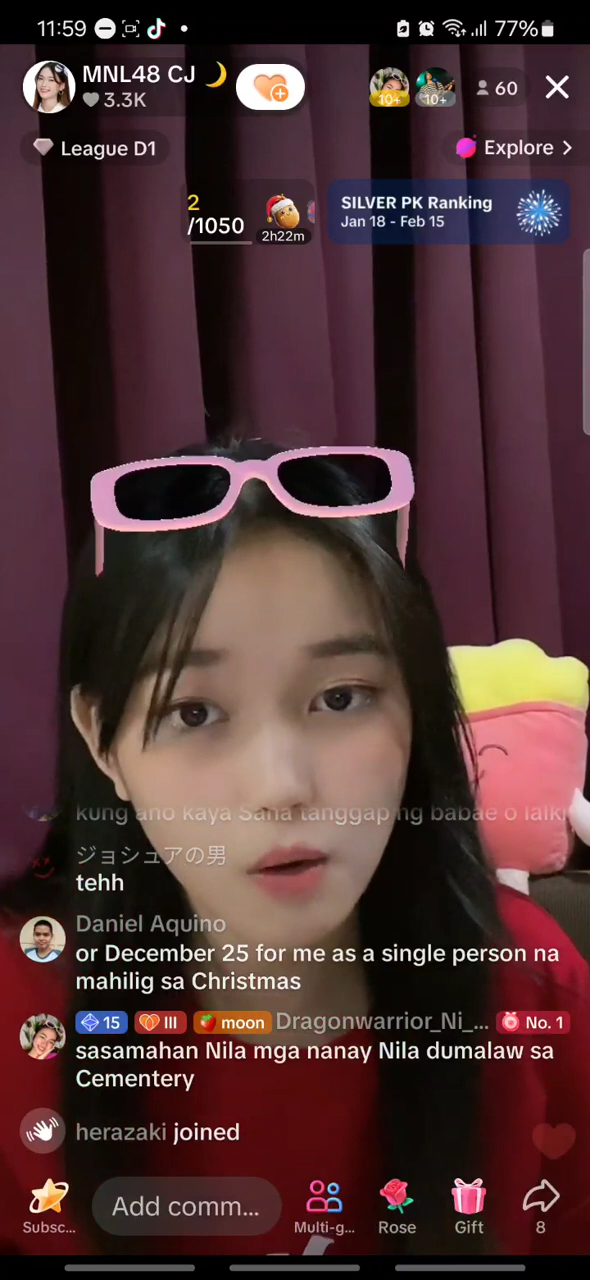 11:59
77%
MNL48 CJ 🌙
3.3K
10+
10+
60
League D1
Explore >
2
/1050
2h22m
SILVER PK Ranking
Jan 18 - Feb 15
kung ano kaya Sana tanggap ng babae o lalki
ジョシュアの男
tehh
Daniel Aquino
or December 25 for me as a single person na
mahilig sa Christmas
15 III moon Dragonwarrior_Ni_... No. 1
sasamahan Nila mga nanay Nila dumalaw sa
Cementery
herazaki joined
Add comm...
Subsc...
Multi-g...
Rose
Gift
8